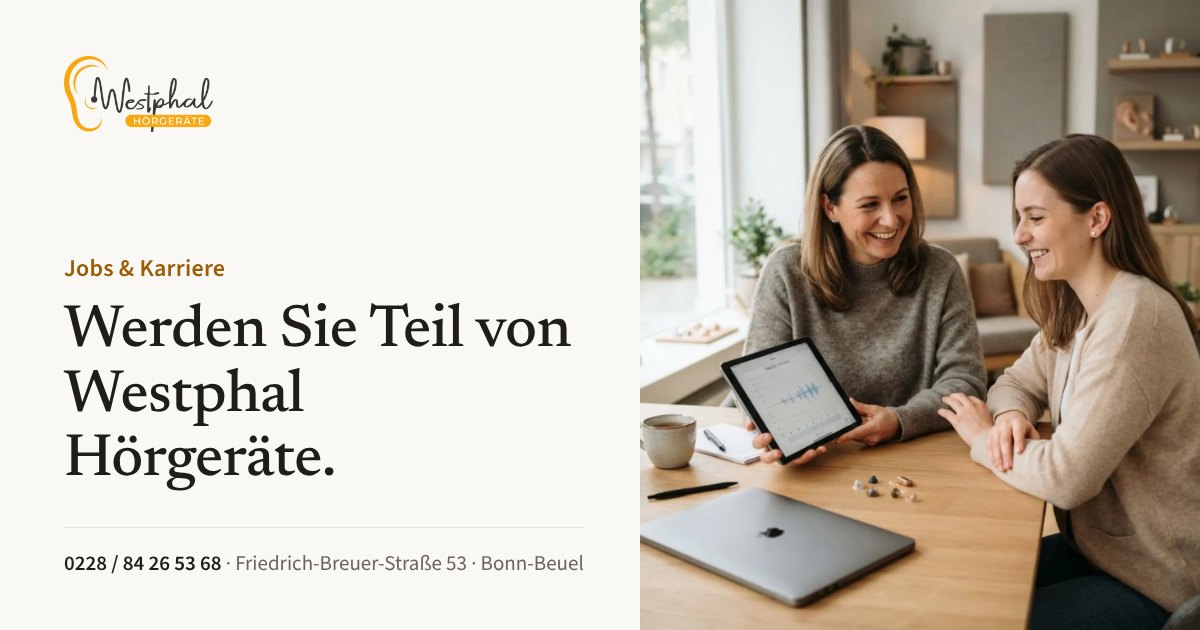 Westphal
HÖRGERÄTE
Jobs & Karriere
Werden Sie Teil von
Westphal
Hörgeräte.
0228 / 84 26 53 68 · Friedrich-Breuer-Straße 53 · Bonn-Beuel